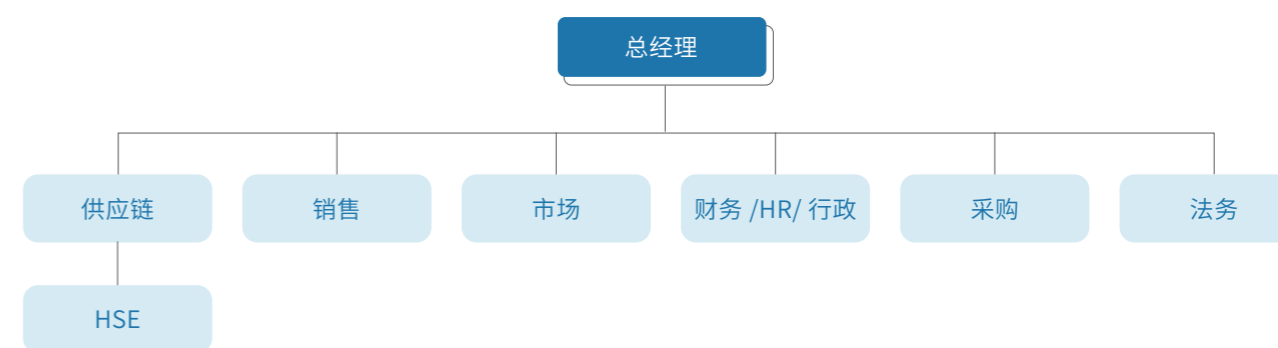 总经理
供应链
销售
市场
财务 /HR/ 行政
采购
法务
HSE